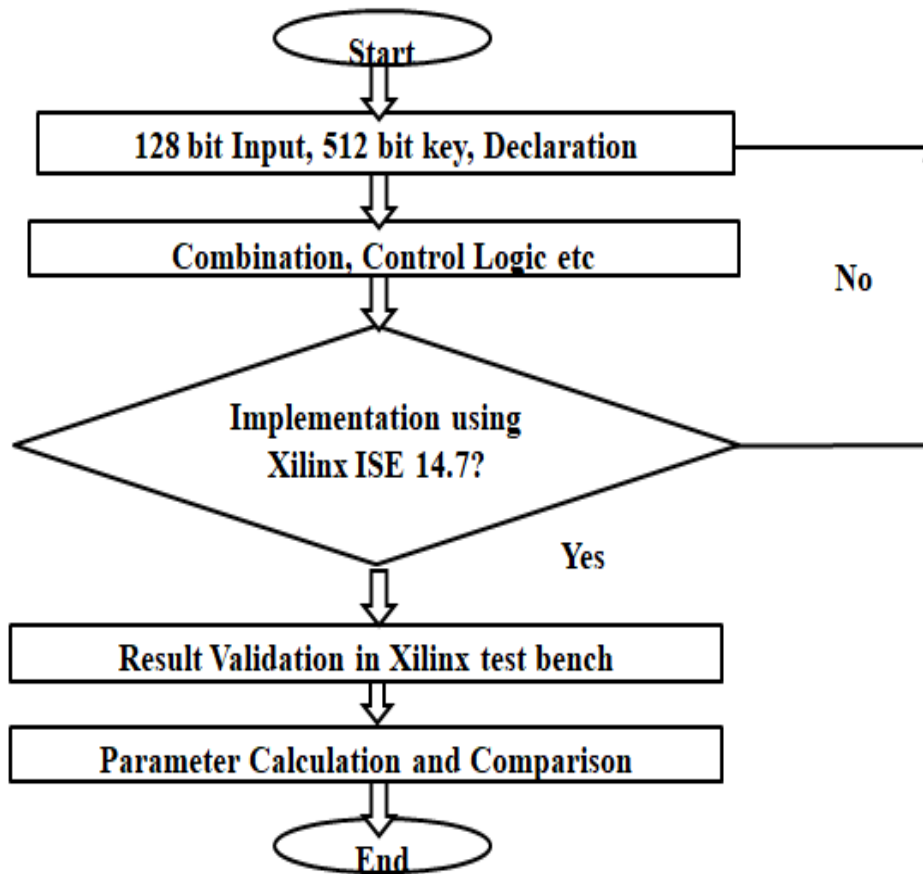 Start
128 bit Input, 512 bit key, Declaration
Combination, Control Logic etc
No
Implementation using
Xilinx ISE 14.7?
Yes
Result Validation in Xilinx test bench
Parameter Calculation and Comparison
End